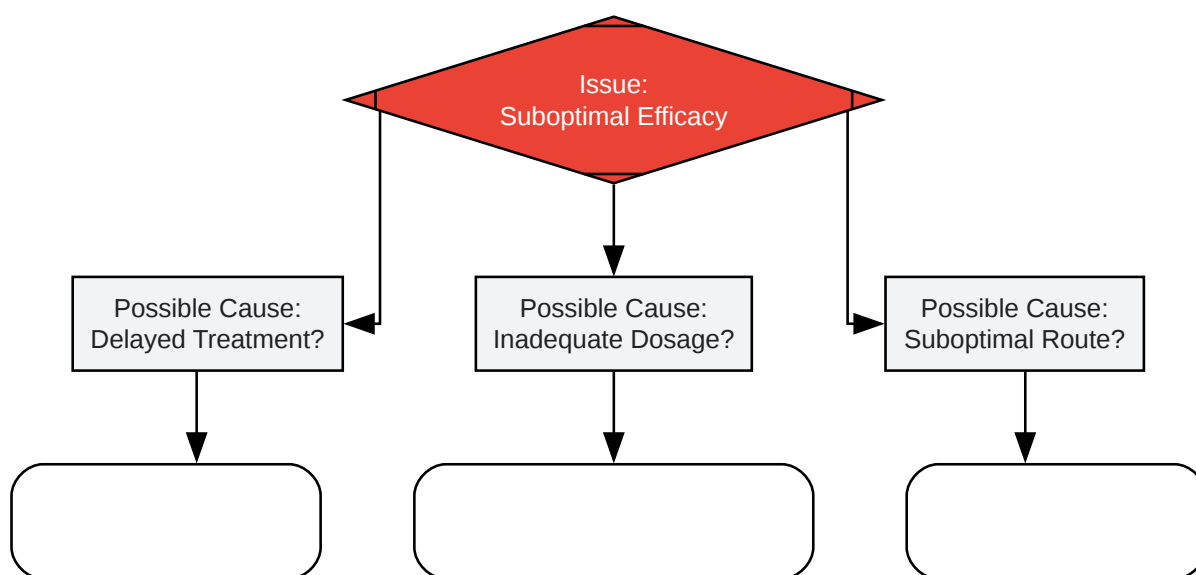 Issue:
Suboptimal Efficacy
Possible Cause:
Delayed Treatment?
Possible Cause:
Inadequate Dosage?
Possible Cause:
Suboptimal Route?